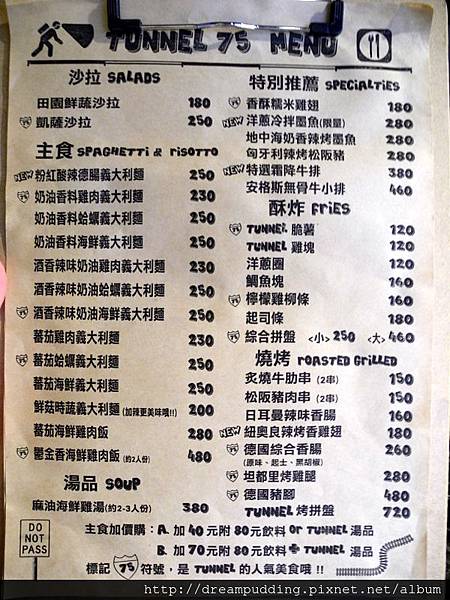 TUNNEL 75 MENU
沙拉 SALADS
田園鮮蔬沙拉 180
凱薩沙拉 250
主食 SPAGHETTI & RISOTTO
NEW 粉紅酸辣德腸義大利麵 250
奶油香料雞肉義大利麵 230
奶油香料蛤蠣義大利麵 250
奶油香料海鮮義大利麵 250
酒香辣味奶油雞肉義大利麵 230
酒香辣味奶油蛤蠣義大利麵 250
酒香辣味奶油海鮮義大利麵 250
蕃茄雞肉義大利麵 230
蕃茄蛤蠣義大利麵 250
蕃茄海鮮義大利麵 250
鮮菇時蔬義大利麵 (加辣更美味哦!!) 200
蕃茄海鮮雞肉飯 280
鬱金香海鮮雞肉飯 (約2人份) 480
湯品 SOUP
麻油海鮮雞湯 (約2-3人份) 380
特別推薦 SPECIALTIES
香酥糯米雞翅 180
NEW 洋蔥冷拌墨魚 (限量) 280
地中海奶香辣烤墨魚 280
匈牙利辣烤松阪豬 280
NEW 特選霜降牛排 380
安格斯無骨牛小排 460
酥炸 FRIES
TUNNEL 脆薯 120
TUNNEL 雞塊 120
洋蔥圈 120
鯛魚塊 160
檸檬雞柳條 160
起司條 180
綜合拼盤 <小> 250 <大> 460
燒烤 ROASTED GRILLED
炙燒牛肋串 (2串) 150
松阪豬肉串 (2串) 150
日耳曼辣味香腸 160
NEW 紐奧良辣烤香雞翅 180
德國綜合香腸 260
(原味、起士、黑胡椒)
坦都里烤雞腿 280
德國豬腳 480
TUNNEL 烤拼盤 720
DO NOT PASS
主食加價購：A. 加 40 元附 80 元飲料 OR TUNNEL 湯品
B. 加 70 元附 80 元飲料 + TUNNEL 湯品
標記 75 符號，是 TUNNEL 的人氣美食哦 !!
http://dreampudding.pixnet.net/album